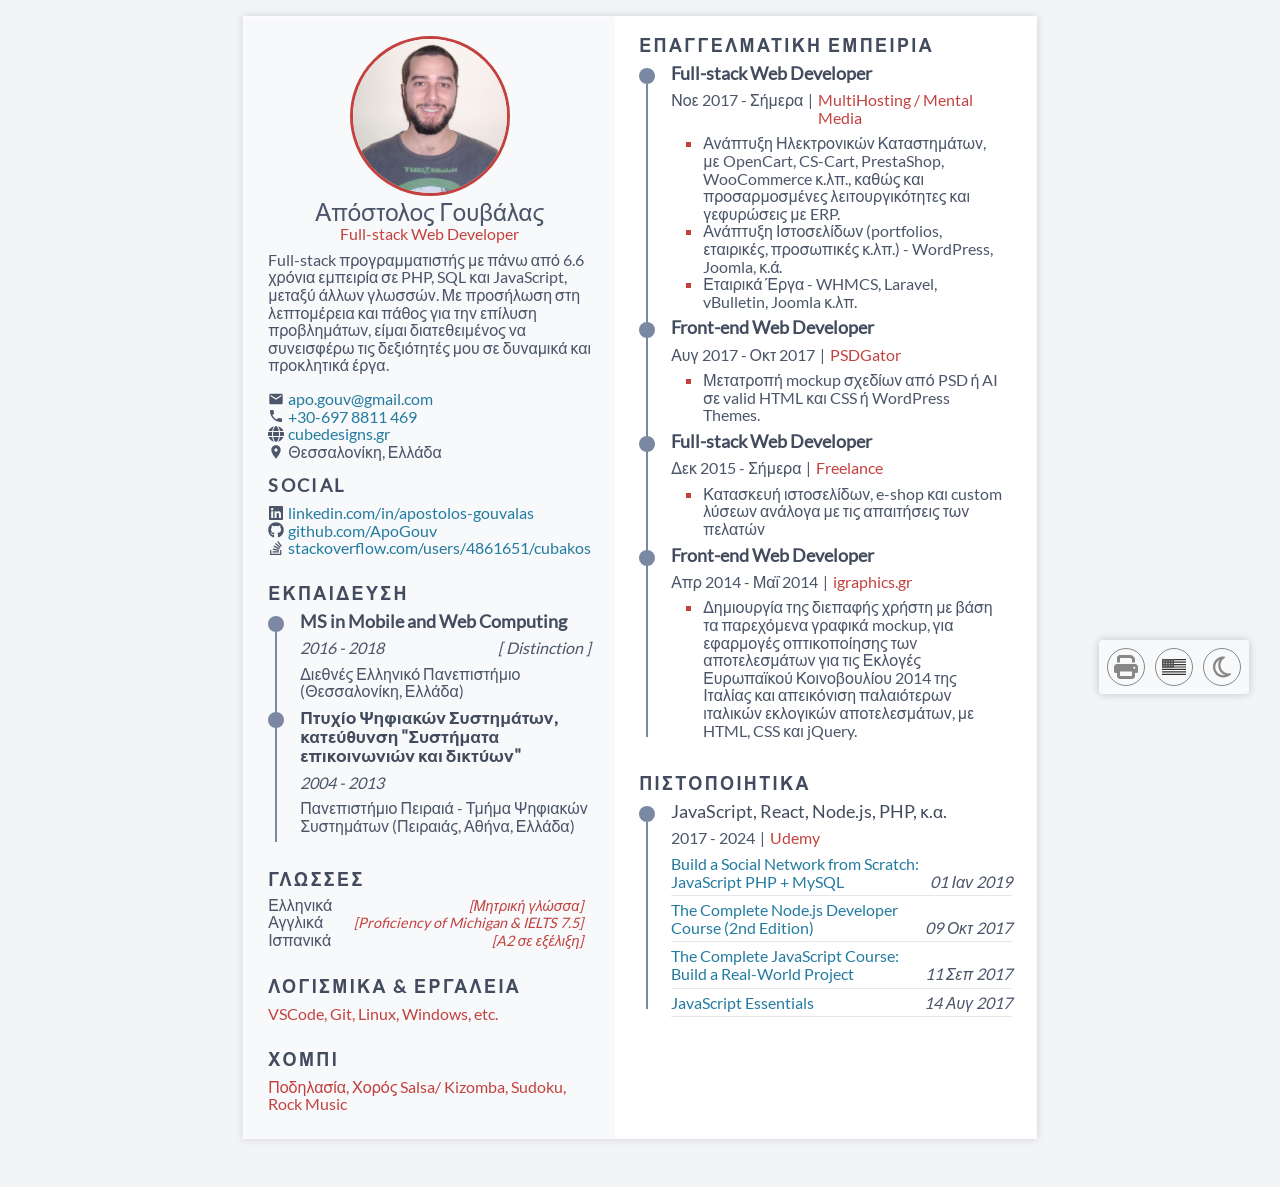 Απόστολος Γουβάλας
Full-stack Web Developer
Full-stack προγραμματιστής με πάνω από 6.6
χρόνια εμπειρία σε PHP, SQL και JavaScript,
μεταξύ άλλων γλωσσών. Με προσήλωση στη
λεπτομέρεια και πάθος για την επίλυση
προβλημάτων, είμαι διατεθειμένος να
συνεισφέρω τις δεξιότητές μου σε δυναμικά και
προκλητικά έργα.
apo.gouv@gmail.com
+30-697 8811 469
cubedesigns.gr
Θεσσαλονίκη, Ελλάδα
SOCIAL
linkedin.com/in/apostolos-gouvalas
github.com/ApoGouv
stackoverflow.com/users/4861651/cubakos
ΕΚΠΑΙΔΕΥΣΗ
MS in Mobile and Web Computing
2016 - 2018 [ Distinction ]
Διεθνές Ελληνικό Πανεπιστήμιο
(Θεσσαλονίκη, Ελλάδα)
Πτυχίο Ψηφιακών Συστημάτων,
κατεύθυνση "Συστήματα
επικοινωνιών και δικτύων"
2004 - 2013
Πανεπιστήμιο Πειραιά - Τμήμα Ψηφιακών
Συστημάτων (Πειραιάς, Αθήνα, Ελλάδα)
ΓΛΩΣΣΕΣ
Ελληνικά [Μητρική γλώσσα]
Αγγλικά [Proficiency of Michigan & IELTS 7.5]
Ισπανικά [A2 σε εξέλιξη]
ΛΟΓΙΣΜΙΚΑ & ΕΡΓΑΛΕΙΑ
VSCode, Git, Linux, Windows, etc.
ΧΟΜΠΙ
Ποδηλασία, Χορός Salsa/ Kizomba, Sudoku,
Rock Music
ΕΠΑΓΓΕΛΜΑΤΙΚΗ ΕΜΠΕΙΡΙΑ
Full-stack Web Developer
Νοε 2017 - Σήμερα | MultiHosting / Mental
Media
Ανάπτυξη Ηλεκτρονικών Καταστημάτων,
με OpenCart, CS-Cart, PrestaShop,
WooCommerce κ.λπ., καθώς και
προσαρμοσμένες λειτουργικότητες και
γεφυρώσεις με ERP.
Ανάπτυξη Ιστοσελίδων (portfolios,
εταιρικές, προσωπικές κ.λπ.) - WordPress,
Joomla, κ.ά.
Εταιρικά Έργα - WHMCS, Laravel,
vBulletin, Joomla κ.λπ.
Front-end Web Developer
Αυγ 2017 - Οκτ 2017 | PSDGator
Μετατροπή mockup σχεδίων από PSD ή AI
σε valid HTML και CSS ή WordPress
Themes.
Full-stack Web Developer
Δεκ 2015 - Σήμερα | Freelance
Κατασκευή ιστοσελίδων, e-shop και custom
λύσεων ανάλογα με τις απαιτήσεις των
πελατών
Front-end Web Developer
Απρ 2014 - Μαϊ 2014 | igraphics.gr
Δημιουργία της διεπαφής χρήστη με βάση
τα παρεχόμενα γραφικά mockup, για
εφαρμογές οπτικοποίησης των
αποτελεσμάτων για τις Εκλογές
Ευρωπαϊκού Κοινοβουλίου 2014 της
Ιταλίας και απεικόνιση παλαιότερων
ιταλικών εκλογικών αποτελεσμάτων, με
HTML, CSS και jQuery.
ΠΙΣΤΟΠΟΙΗΤΙΚΑ
JavaScript, React, Node.js, PHP, κ.α.
2017 - 2024 | Udemy
Build a Social Network from Scratch:
JavaScript PHP + MySQL 01 Ιαν 2019
The Complete Node.js Developer
Course (2nd Edition) 09 Οκτ 2017
The Complete JavaScript Course:
Build a Real-World Project 11 Σεπ 2017
JavaScript Essentials 14 Αυγ 2017